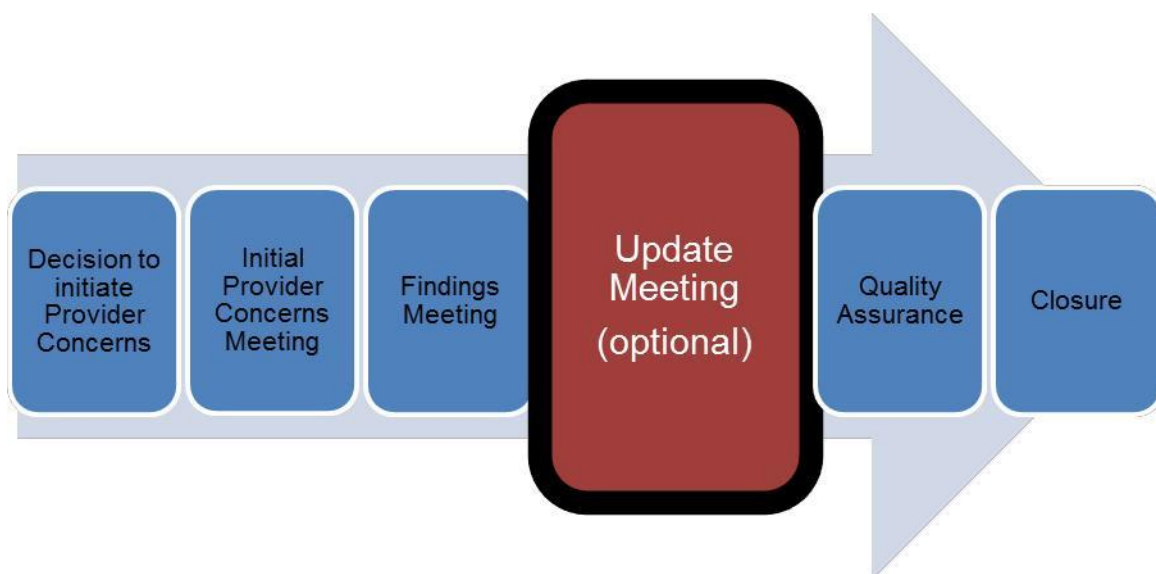 Decision to
initiate
Provider
Concerns
Initial
Provider
Concerns
Meeting
Findings
Meeting
Update
Meeting
(optional)
Quality
Assurance
Closure